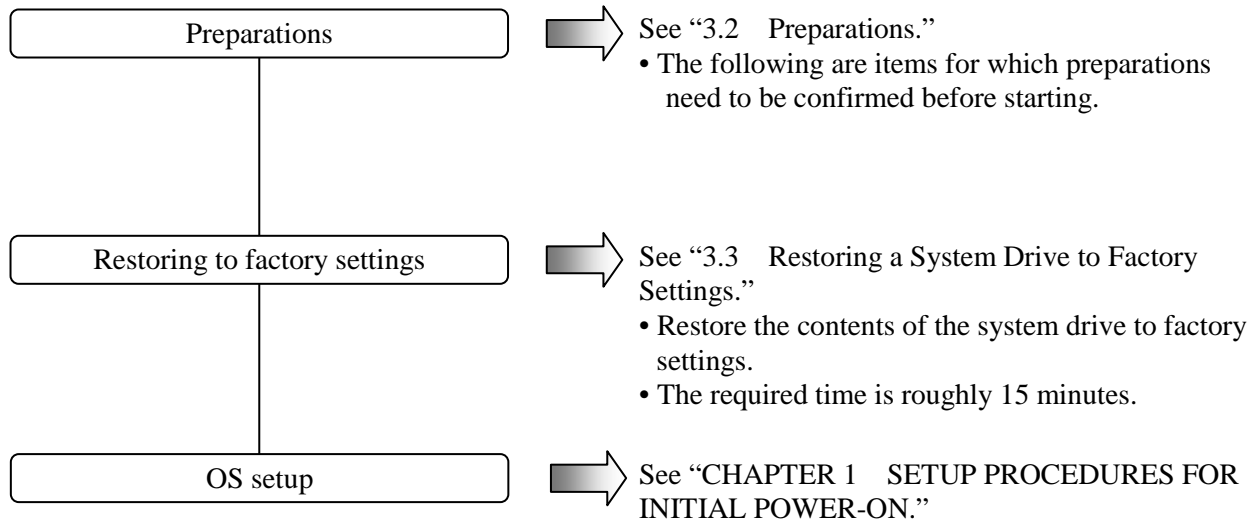 Preparations
See “3.2 Preparations.”
• The following are items for which preparations
need to be confirmed before starting.
Restoring to factory settings
See “3.3 Restoring a System Drive to Factory
Settings.”
• Restore the contents of the system drive to factory
settings.
• The required time is roughly 15 minutes.
OS setup
See “CHAPTER 1 SETUP PROCEDURES FOR
INITIAL POWER-ON.”